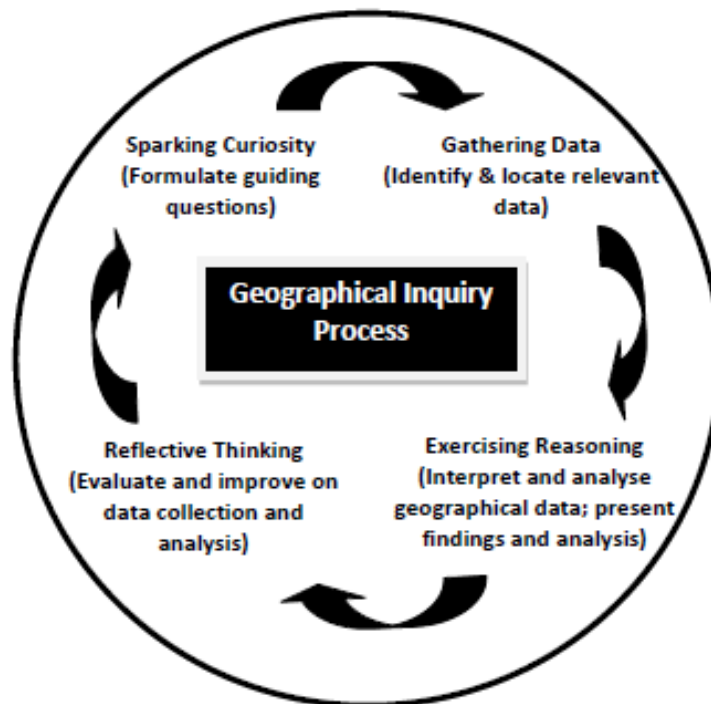 Sparking Curiosity
(Formulate guiding
questions)
Gathering Data
(Identify & locate relevant
data)
Geographical Inquiry
Process
Exercising Reasoning
(Interpret and analyse
geographical data; present
findings and analysis)
Reflective Thinking
(Evaluate and improve on
data collection and
analysis)